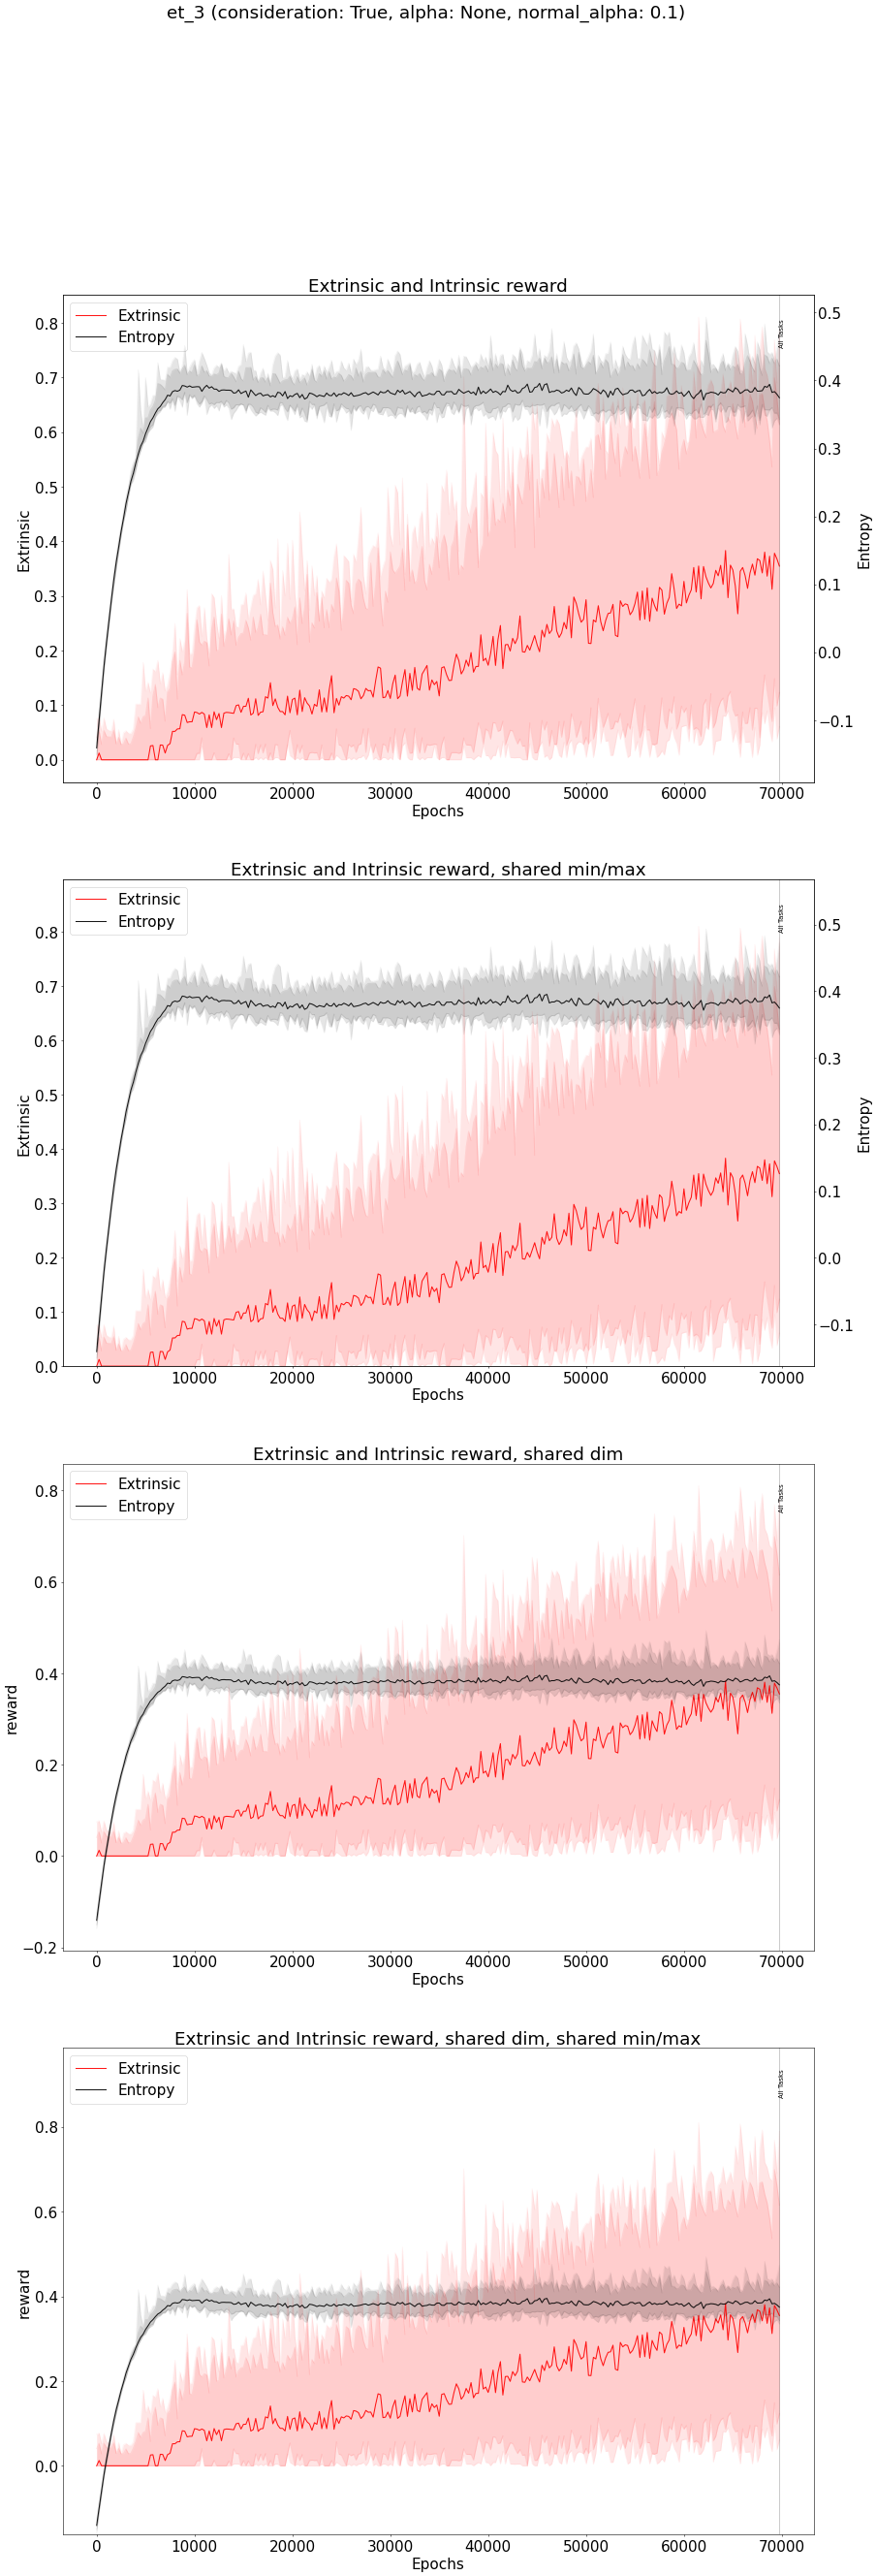 et_3 (consideration: True, alpha: None, normal_alpha: 0.1)
Extrinsic and Intrinsic reward
Extrinsic
Entropy
All Tasks
0.8
0.7
0.6
0.5
0.4
0.3
0.2
0.1
0.0
Extrinsic
0.5
0.4
0.3
0.2
0.1
0.0
−0.1
Entropy
0 10000 20000 30000 40000 50000 60000 70000
Epochs
Extrinsic and Intrinsic reward, shared min/max
Extrinsic
Entropy
All Tasks
0.8
0.7
0.6
0.5
0.4
0.3
0.2
0.1
0.0
Extrinsic
0.5
0.4
0.3
0.2
0.1
0.0
−0.1
Entropy
0 10000 20000 30000 40000 50000 60000 70000
Epochs
Extrinsic and Intrinsic reward, shared dim
Extrinsic
Entropy
All Tasks
0.8
0.6
0.4
0.2
0.0
−0.2
reward
0 10000 20000 30000 40000 50000 60000 70000
Epochs
Extrinsic and Intrinsic reward, shared dim, shared min/max
Extrinsic
Entropy
All Tasks
0.8
0.6
0.4
0.2
0.0
reward
0 10000 20000 30000 40000 50000 60000 70000
Epochs